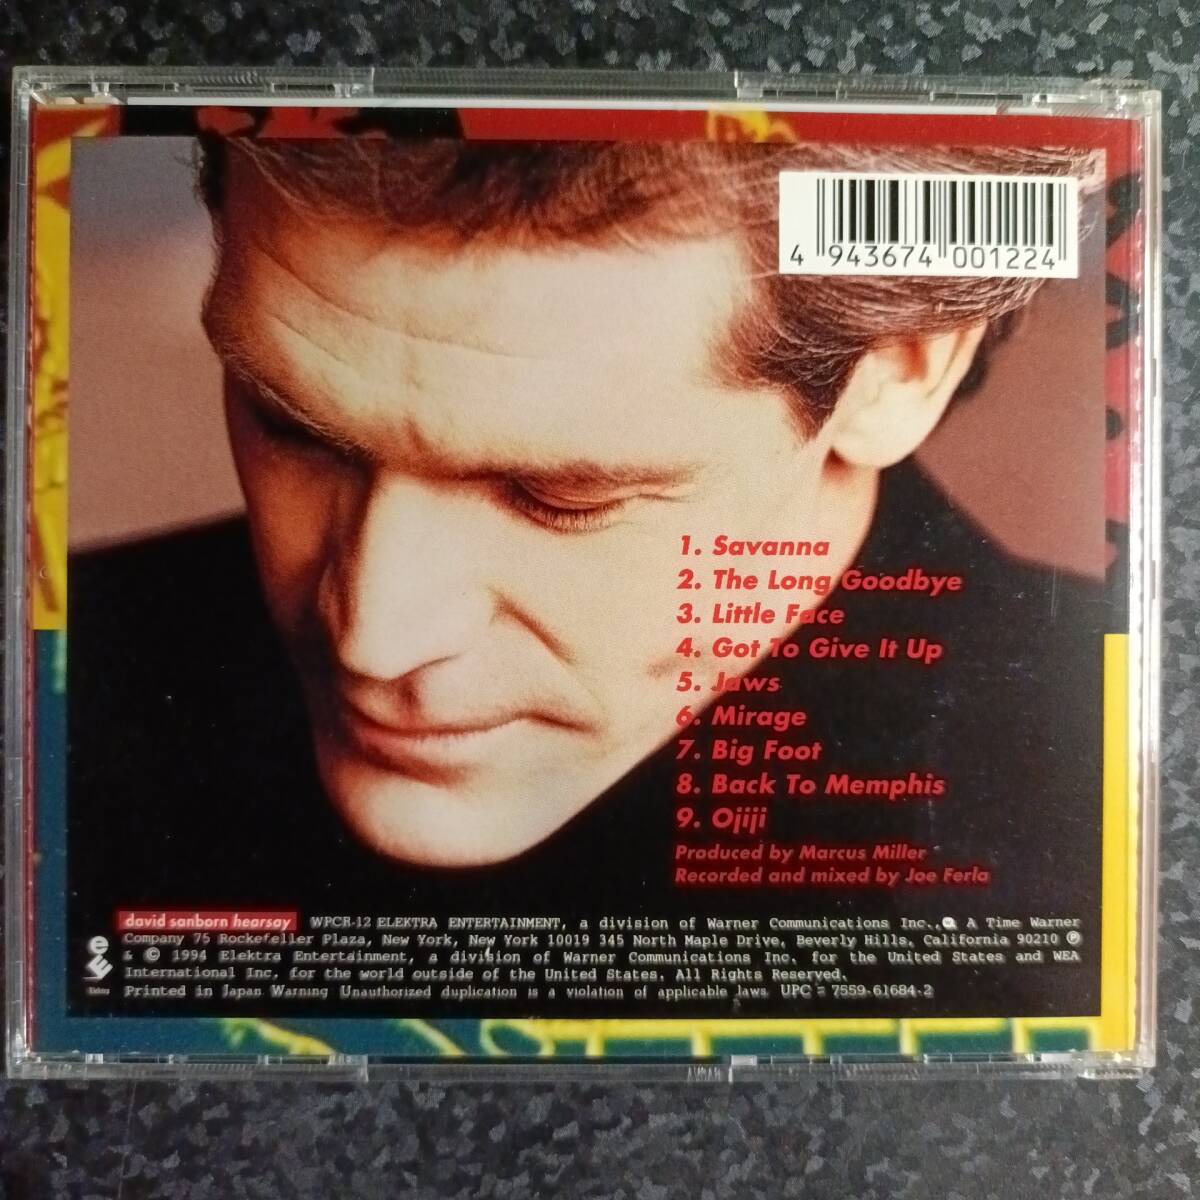 4 943674 001224
1. Savanna
2. The Long Goodbye
3. Little Face
4. Got To Give It Up
5. Jaws
6. Mirage
7. Big Foot
8. Back To Memphis
9. Ojiji
Produced by Marcus Miller
Recorded and mixed by Joe Ferla
david sanborn hearsay WPCR-12 ELEKTRA ENTERTAINMENT, a division of Warner Communications Inc., A Time Warner
Company 75 Rockefeller Plaza, New York, New York 10019 345 North Maple Drive, Beverly Hills, California 90210 ℗
& © 1994 Elektra Entertainment, a division of Warner Communications Inc. for the United States and WEA
International Inc. for the world outside of the United States. All Rights Reserved.
Printed in Japan Warning Unauthorized duplication is a violation of applicable laws. UPC = 7559-61684-2